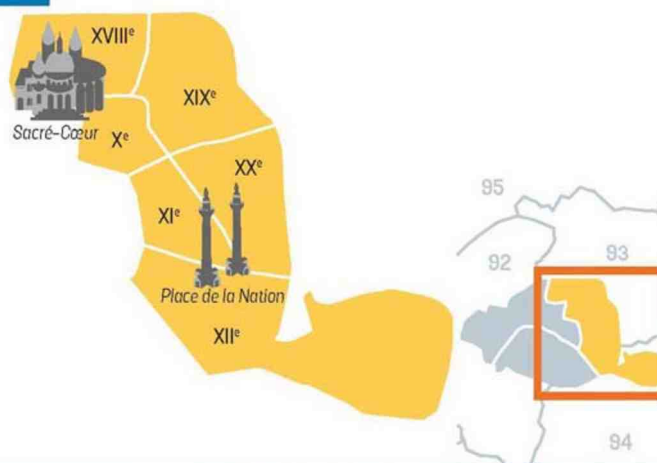 XVIIIᵉ
XIXᵉ
Sacré-Cœur
Xᵉ
XXᵉ
XIᵉ
Place de la Nation
XIIᵉ
95
92
93
94